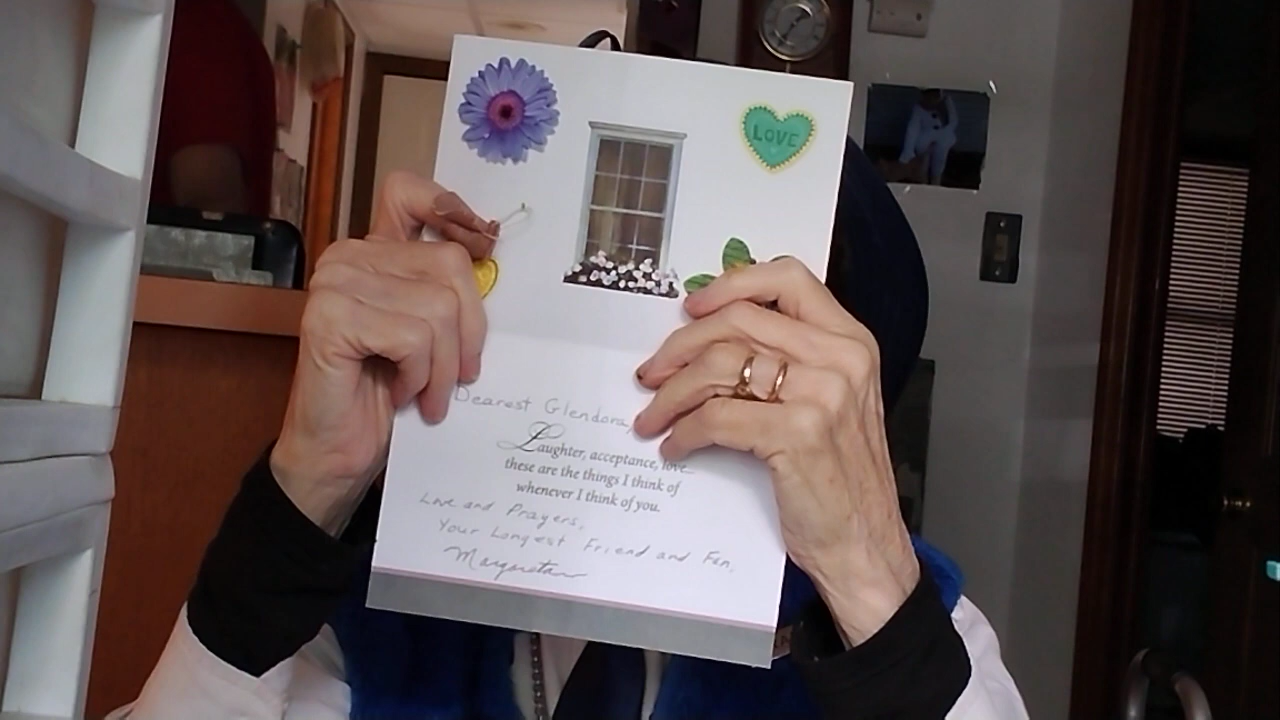 LOVE
Dearest Glendora,
Laughter, acceptance, love...
these are the things I think of
whenever I think of you.
Love and Prayers,
Your Longest Friend and Fan,